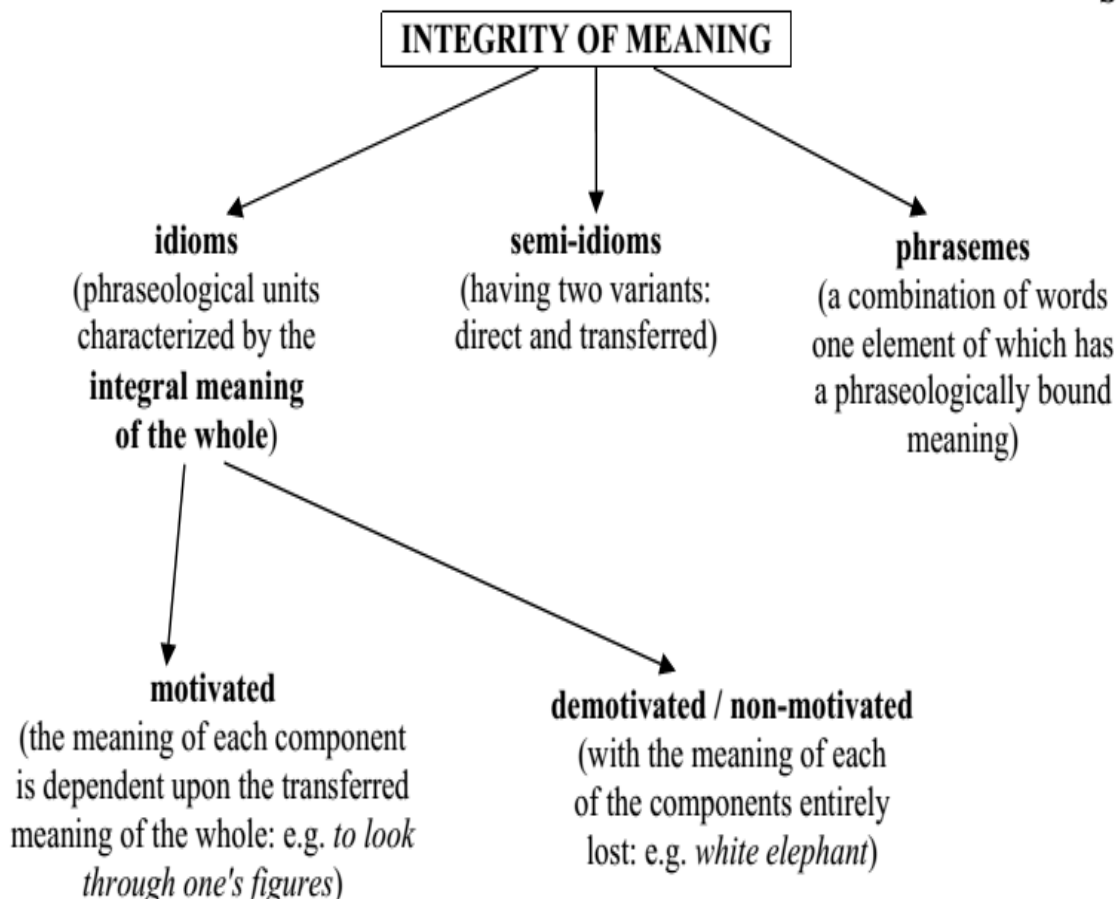 INTEGRITY OF MEANING
idioms
(phraseological units
characterized by the
integral meaning
of the whole)
semi-idioms
(having two variants:
direct and transferred)
phrasemes
(a combination of words
one element of which has
a phraseologically bound
meaning)
motivated
(the meaning of each component
is dependent upon the transferred
meaning of the whole: e.g. to look
through one's figures)
demotivated / non-motivated
(with the meaning of each
of the components entirely
lost: e.g. white elephant)